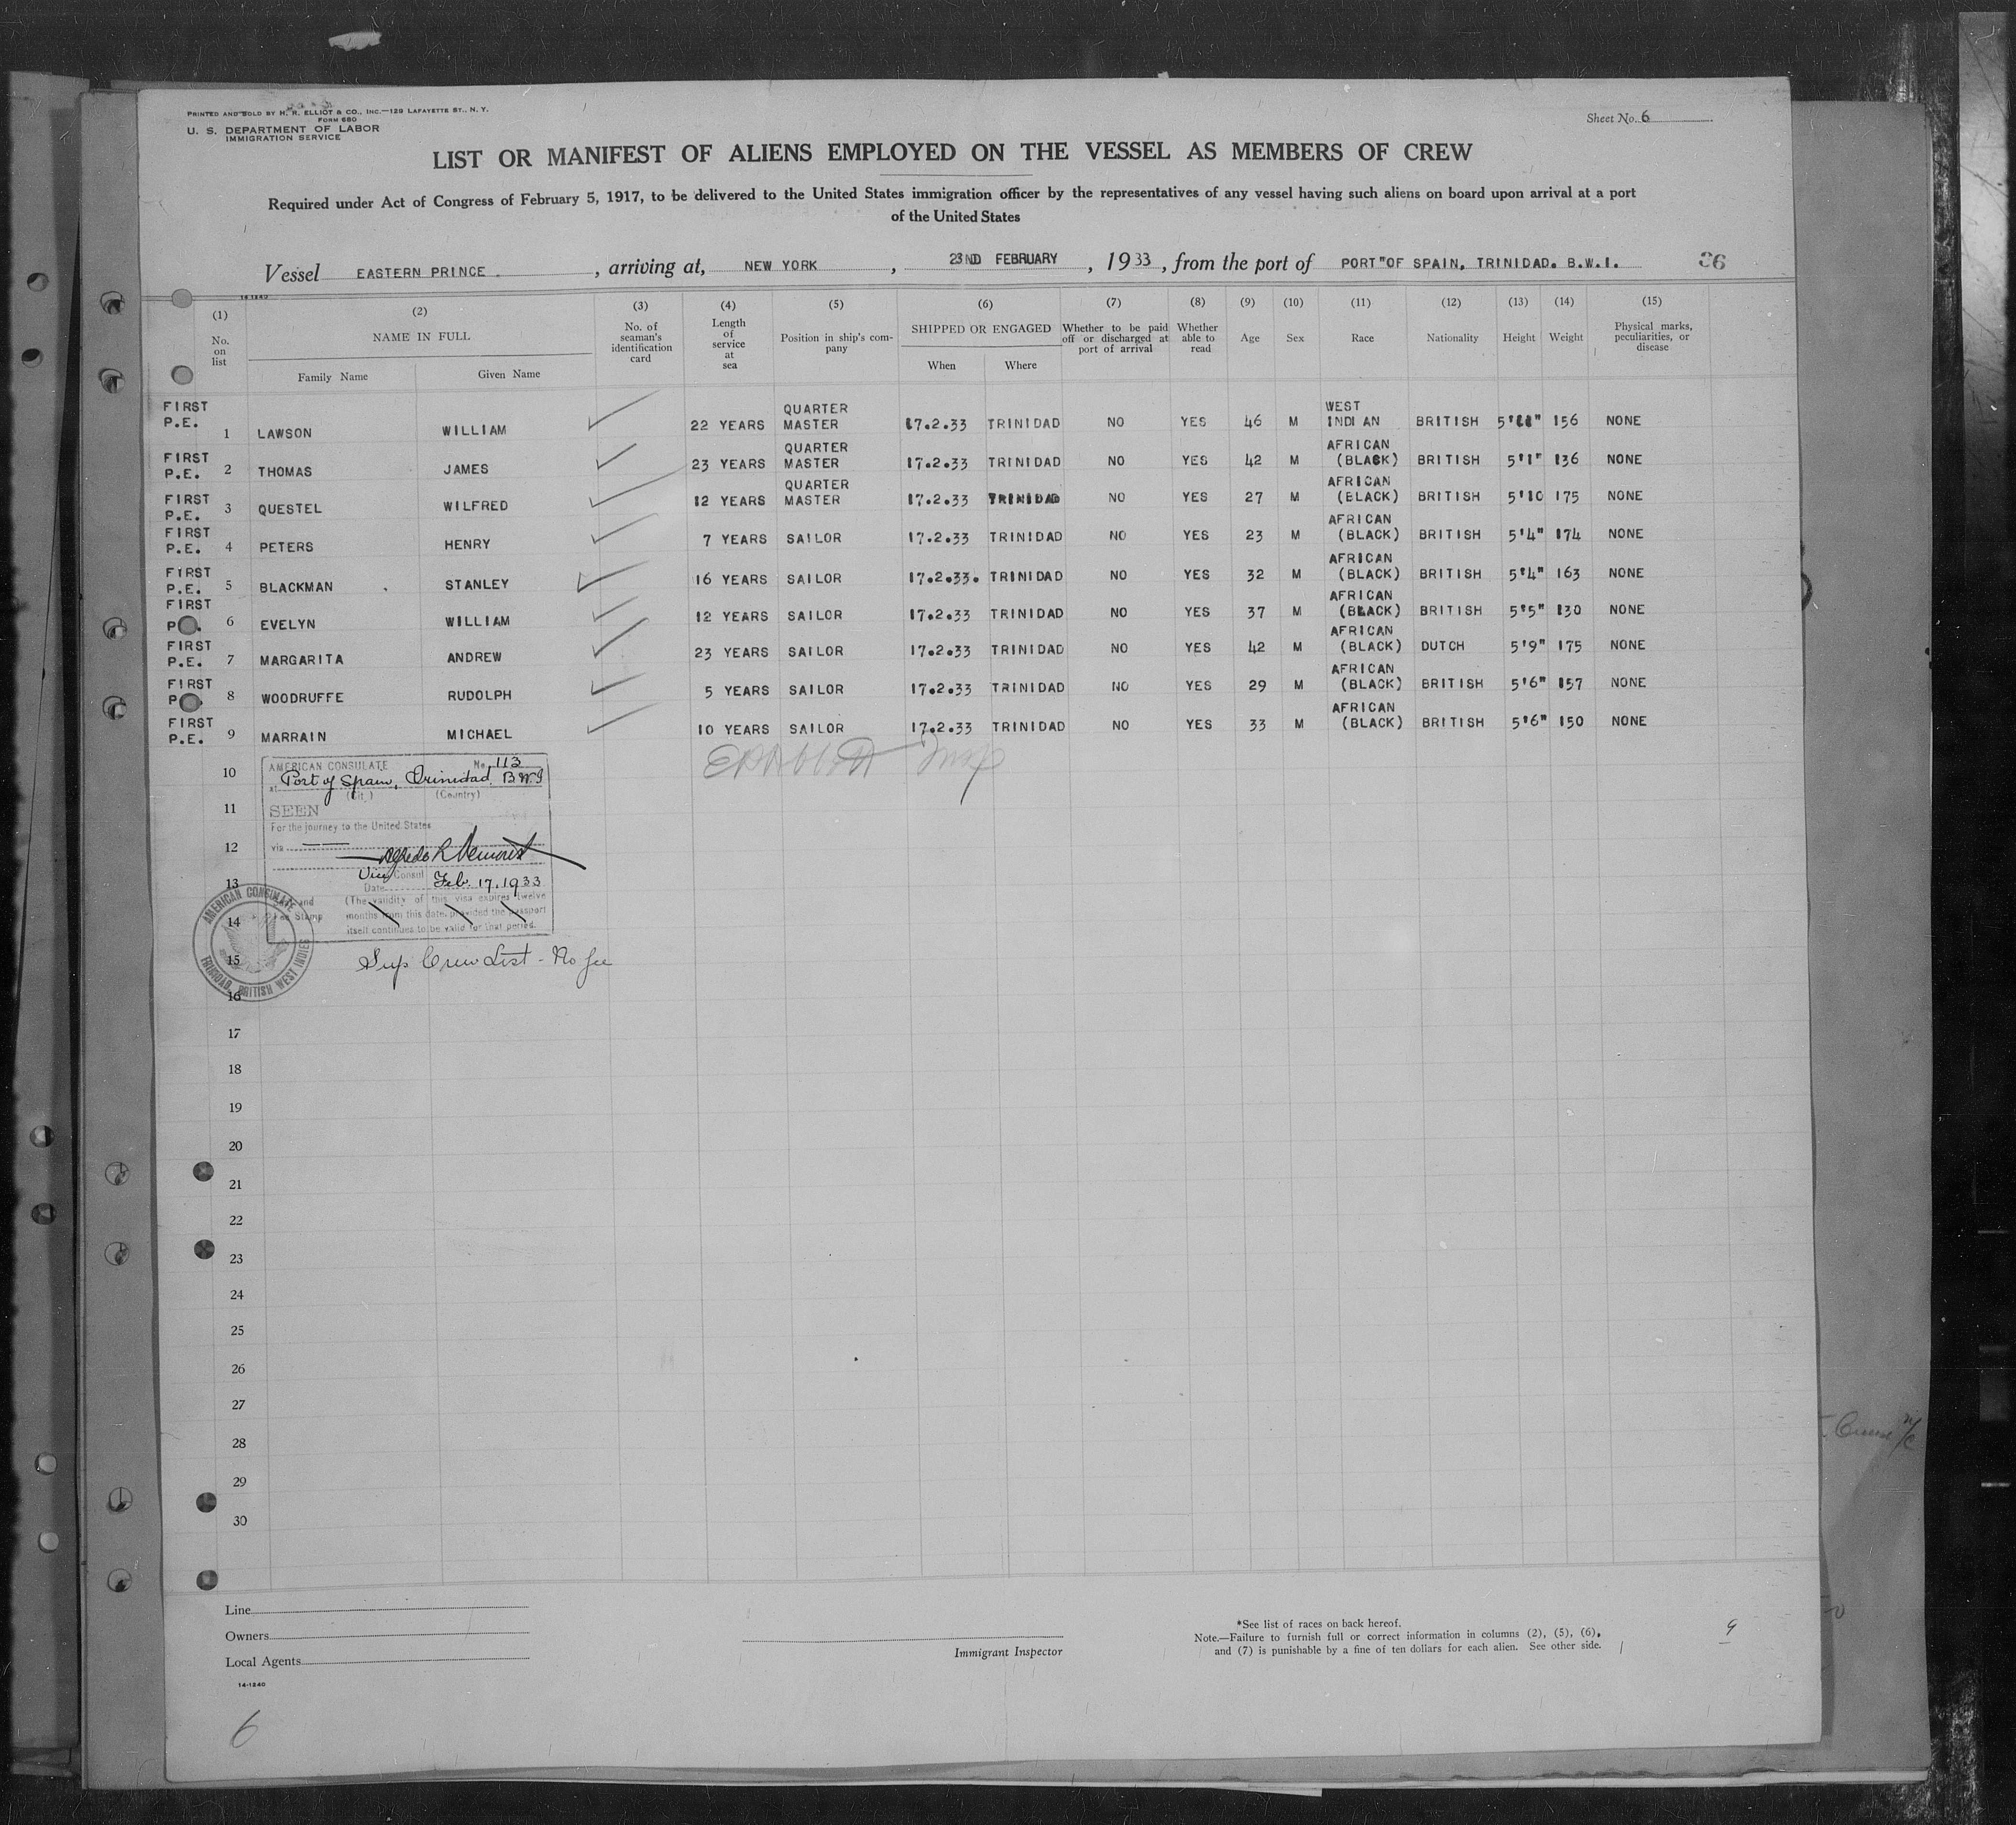 PRINTED AND SOLD BY H. R. ELLIOT & CO., INC.—129 LAFAYETTE ST., N. Y.
FORM 680
U. S. DEPARTMENT OF LABOR
IMMIGRATION SERVICE
Sheet No. 6
LIST OR MANIFEST OF ALIENS EMPLOYED ON THE VESSEL AS MEMBERS OF CREW
Required under Act of Congress of February 5, 1917, to be delivered to the United States immigration officer by the representatives of any vessel having such aliens on board upon arrival at a port
of the United States
Vessel EASTERN PRINCE, arriving at, NEW YORK, 23ND FEBRUARY, 1933, from the port of PORT OF SPAIN, TRINIDAD. B.W.I. 36
14-1240
(1) No. on list (2) NAME IN FULL Family Name Given Name (3) No. of seaman's identification card (4) Length of service at sea (5) Position in ship's company (6) SHIPPED OR ENGAGED When Where (7) Whether to be paid off or discharged at port of arrival (8) Whether able to read (9) Age (10) Sex (11) Race (12) Nationality (13) Height (14) Weight (15) Physical marks, peculiarities, or disease
FIRST P.E. 1 LAWSON WILLIAM 22 YEARS QUARTER MASTER 17.2.33 TRINIDAD NO YES 46 M WEST INDIAN BRITISH 156 NONE
FIRST P.E. 2 THOMAS JAMES 23 YEARS QUARTER MASTER 17.2.33 TRINIDAD NO YES 42 M AFRICAN (BLACK) BRITISH 5'1" 136 NONE
FIRST P.E. 3 QUESTEL WILFRED 12 YEARS QUARTER MASTER 17.2.33 TRINIDAD NO YES 27 M AFRICAN (BLACK) BRITISH 5'10 175 NONE
FIRST P.E. 4 PETERS HENRY 7 YEARS SAILOR 17.2.33 TRINIDAD NO YES 23 M AFRICAN (BLACK) BRITISH 5'4" 174 NONE
FIRST P.E. 5 BLACKMAN STANLEY 16 YEARS SAILOR 17.2.33. TRINIDAD NO YES 32 M AFRICAN (BLACK) BRITISH 5'4" 163 NONE
FIRST P. 6 EVELYN WILLIAM 12 YEARS SAILOR 17.2.33 TRINIDAD NO YES 37 M AFRICAN (BLACK) BRITISH 5'5" 130 NONE
FIRST P.E. 7 MARGARITA ANDREW 23 YEARS SAILOR 17.2.33 TRINIDAD NO YES 42 M AFRICAN (BLACK) DUTCH 5'9" 175 NONE
FIRST P. 8 WOODRUFFE RUDOLPH 5 YEARS SAILOR 17.2.33 TRINIDAD NO YES 29 M AFRICAN (BLACK) BRITISH 5'6" 157 NONE
FIRST P.E. 9 MARRAIN MICHAEL 10 YEARS SAILOR 17.2.33 TRINIDAD NO YES 33 M AFRICAN (BLACK) BRITISH 5'6" 150 NONE
10
11
12
13
14
15
16
17
18
19
20
21
22
23
24
25
26
27
28
29
30
AMERICAN CONSULATE No. 113
at Port of Spain, Trinidad, B.W.I
(City) (Country)
SEEN
For the journey to the United States
via
Vice Consul
Date Feb. 17, 1933
(The validity of this visa expires twelve
months from this date, provided the passport
itself continues to be valid for that period.
and
Fee Stamp
AMERICAN CONSULATE
TRINIDAD, BRITISH WEST INDIES
Sup Crew List - No fee
Line
Owners
Local Agents
14-1240
Immigrant Inspector
*See list of races on back hereof.
Note.—Failure to furnish full or correct information in columns (2), (5), (6),
and (7) is punishable by a fine of ten dollars for each alien. See other side.
9
6